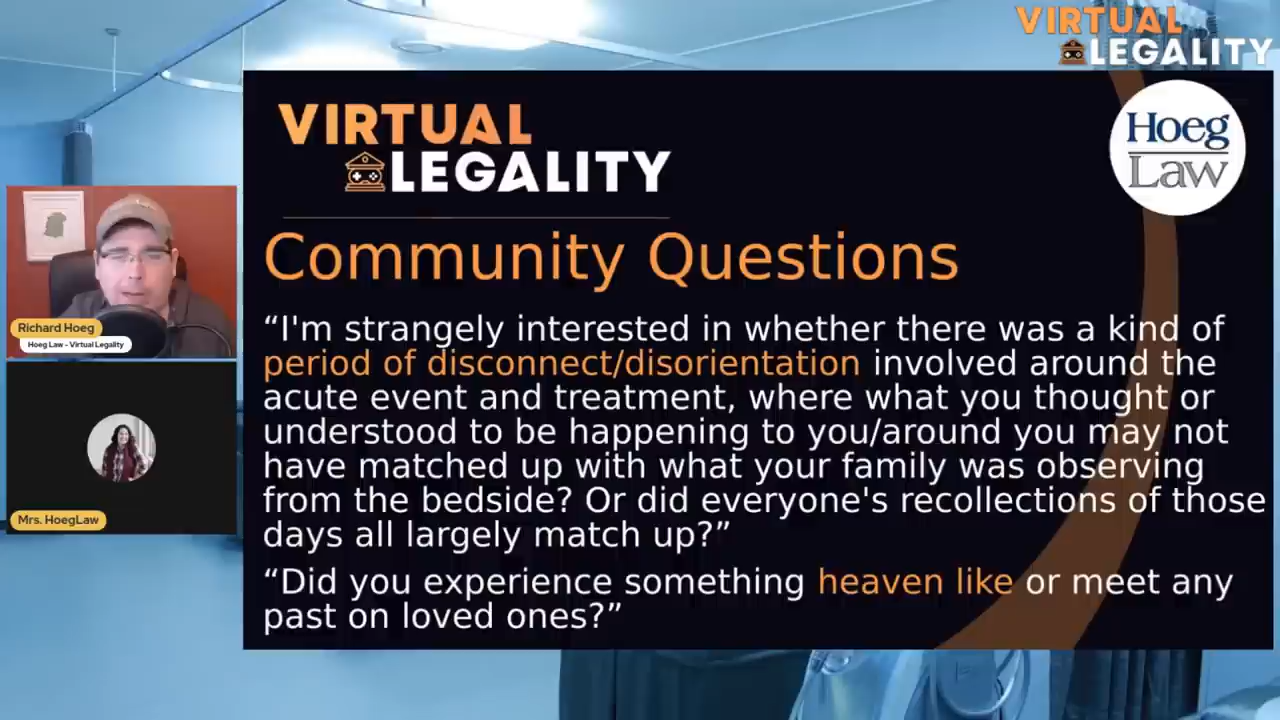 VIRTUAL
LEGALITY
VIRTUAL
LEGALITY
Hoeg
Law
Community Questions
“I'm strangely interested in whether there was a kind of
period of disconnect/disorientation involved around the
acute event and treatment, where what you thought or
understood to be happening to you/around you may not
have matched up with what your family was observing
from the bedside? Or did everyone's recollections of those
days all largely match up?”
“Did you experience something heaven like or meet any
past on loved ones?”
Richard Hoeg
Hoeg Law - Virtual Legality
Mrs. HoegLaw